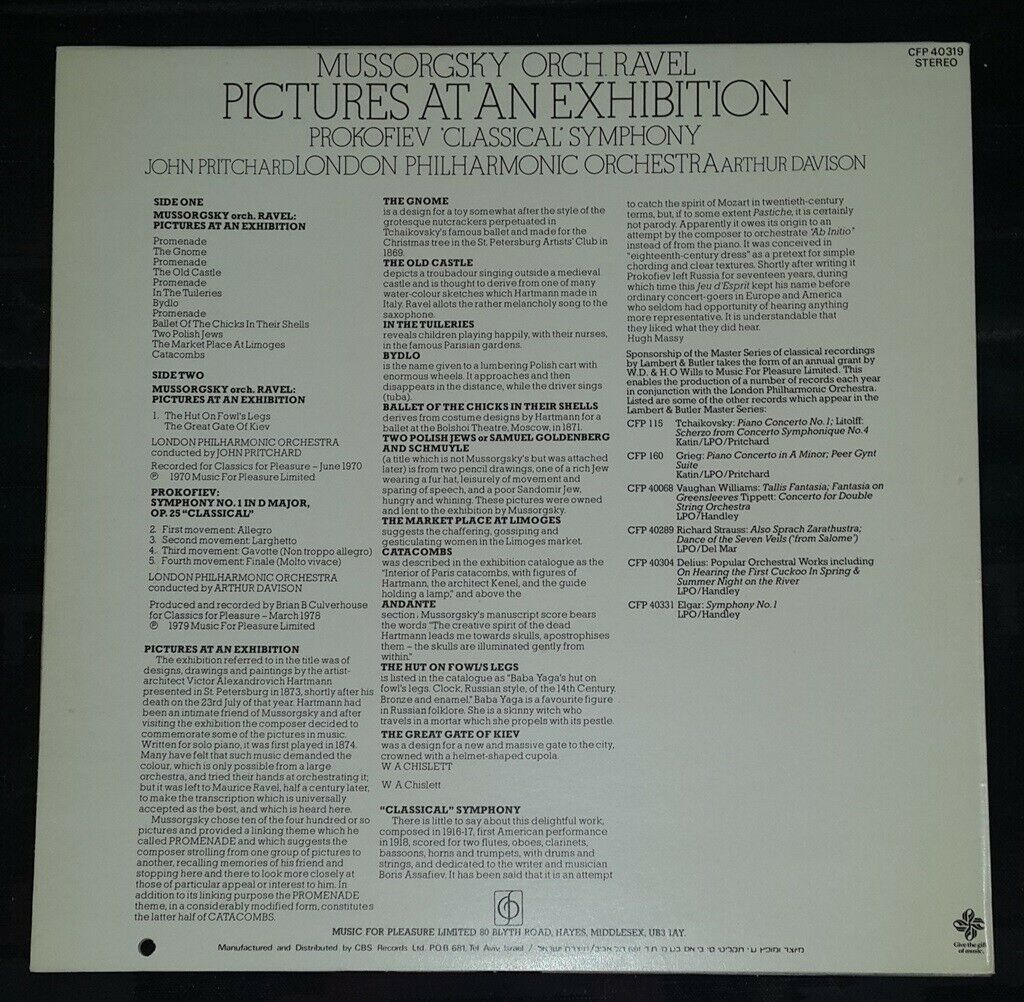 CFP 40319
STEREO
MUSSORGSKY ORCH. RAVEL
PICTURES AT AN EXHIBITION
PROKOFIEV 'CLASSICAL' SYMPHONY
JOHN PRITCHARD LONDON PHILHARMONIC ORCHESTRA ARTHUR DAVISON
SIDE ONE
MUSSORGSKY orch. RAVEL:
PICTURES AT AN EXHIBITION
Promenade
The Gnome
Promenade
The Old Castle
Promenade
In The Tuileries
Bydlo
Promenade
Ballet Of The Chicks In Their Shells
Two Polish Jews
The Market Place At Limoges
Catacombs
SIDE TWO
MUSSORGSKY orch. RAVEL:
PICTURES AT AN EXHIBITION
1. The Hut On Fowl's Legs
The Great Gate Of Kiev
LONDON PHILHARMONIC ORCHESTRA
conducted by JOHN PRITCHARD
Recorded for Classics for Pleasure – June 1970
℗ 1970 Music For Pleasure Limited
PROKOFIEV:
SYMPHONY NO. 1 IN D MAJOR,
OP. 25 "CLASSICAL"
2. First movement: Allegro
3. Second movement: Larghetto
4. Third movement: Gavotte (Non troppo allegro)
5. Fourth movement: Finale (Molto vivace)
LONDON PHILHARMONIC ORCHESTRA
conducted by ARTHUR DAVISON
Produced and recorded by Brian B Culverhouse
for Classics for Pleasure – March 1978
℗ 1979 Music For Pleasure Limited
PICTURES AT AN EXHIBITION
The exhibition referred to in the title was of
designs, drawings and paintings by the artist-
architect Victor Alexandrovich Hartmann
presented in St. Petersburg in 1873, shortly after his
death on the 23rd July of that year. Hartmann had
been an intimate friend of Mussorgsky and after
visiting the exhibition the composer decided to
commemorate some of the pictures in music.
Written for solo piano, it was first played in 1874.
Many have felt that such music demanded the
colour, which is only possible from a large
orchestra, and tried their hands at orchestrating it;
but it was left to Maurice Ravel, half a century later,
to make the transcription which is universally
accepted as the best, and which is heard here.
Mussorgsky chose ten of the four hundred or so
pictures and provided a linking theme which he
called PROMENADE and which suggests the
composer strolling from one group of pictures to
another, recalling memories of his friend and
stopping here and there to look more closely at
those of particular appeal or interest to him. In
addition to its linking purpose the PROMENADE
theme, in a considerably modified form, constitutes
the latter half of CATACOMBS.
THE GNOME
is a design for a toy somewhat after the style of the
grotesque nutcrackers perpetuated in
Tchaikovsky's famous ballet and made for the
Christmas tree in the St. Petersburg Artists' Club in
1869.
THE OLD CASTLE
depicts a troubadour singing outside a medieval
castle and is thought to derive from one of many
water-colour sketches which Hartmann made in
Italy. Ravel allots the rather melancholy song to the
saxophone.
IN THE TUILERIES
reveals children playing happily, with their nurses,
in the famous Parisian gardens.
BYDLO
is the name given to a lumbering Polish cart with
enormous wheels. It approaches and then
disappears in the distance, while the driver sings
(tuba).
BALLET OF THE CHICKS IN THEIR SHELLS
derives from costume designs by Hartmann for a
ballet at the Bolshoi Theatre, Moscow, in 1871.
TWO POLISH JEWS or SAMUEL GOLDENBERG
AND SCHMUYLE
(a title which is not Mussorgsky's but was attached
later) is from two pencil drawings, one of a rich Jew
wearing a fur hat, leisurely of movement and
sparing of speech, and a poor Sandomir Jew,
hungry and whining. These pictures were owned
and lent to the exhibition by Mussorgsky.
THE MARKET PLACE AT LIMOGES
suggests the chaffering, gossiping and
gesticulating women in the Limoges market.
CATACOMBS
was described in the exhibition catalogue as the
"Interior of Paris catacombs, with figures of
Hartmann, the architect Kenel, and the guide
holding a lamp," and above the
ANDANTE
section, Mussorgsky's manuscript score bears
the words "The creative spirit of the dead
Hartmann leads me towards skulls, apostrophises
them – the skulls are illuminated gently from
within."
THE HUT ON FOWL'S LEGS
is listed in the catalogue as "Baba Yaga's hut on
fowl's legs. Clock, Russian style, of the 14th Century.
Bronze and enamel." Baba Yaga is a favourite figure
in Russian folklore. She is a skinny witch who
travels in a mortar which she propels with its pestle.
THE GREAT GATE OF KIEV
was a design for a new and massive gate to the city,
crowned with a helmet-shaped cupola.
W A CHISLETT
W A Chislett
"CLASSICAL" SYMPHONY
There is little to say about this delightful work,
composed in 1916-17, first American performance
in 1918, scored for two flutes, oboes, clarinets,
bassoons, horns and trumpets, with drums and
strings, and dedicated to the writer and musician
Boris Assafiev. It has been said that it is an attempt
to catch the spirit of Mozart in twentieth-century
terms, but, if to some extent Pastiche, it is certainly
not parody. Apparently it owes its origin to an
attempt by the composer to orchestrate "Ab Initio"
instead of from the piano. It was conceived in
"eighteenth-century dress" as a pretext for simple
chording and clear textures. Shortly after writing it
Prokofiev left Russia for seventeen years, during
which time this Jeu d'Esprit kept his name before
ordinary concert-goers in Europe and America
who seldom had opportunity of hearing anything
more representative. It is understandable that
they liked what they did hear.
Hugh Massy
Sponsorship of the Master Series of classical recordings
by Lambert & Butler takes the form of an annual grant by
W.D. & H.O Wills to Music For Pleasure Limited. This
enables the production of a number of records each year
in conjunction with the London Philharmonic Orchestra.
Listed are some of the other records which appear in the
Lambert & Butler Master Series:
CFP 115 Tchaikovsky: Piano Concerto No. 1; Litolff:
Scherzo from Concerto Symphonique No. 4
Katin/LPO/Pritchard
CFP 160 Grieg: Piano Concerto in A Minor; Peer Gynt
Suite
Katin/LPO/Pritchard
CFP 40068 Vaughan Williams: Tallis Fantasia; Fantasia on
Greensleeves Tippett: Concerto for Double
String Orchestra
LPO/Handley
CFP 40289 Richard Strauss: Also Sprach Zarathustra;
Dance of the Seven Veils ('from Salome')
LPO/Del Mar
CFP 40304 Delius: Popular Orchestral Works including
On Hearing the First Cuckoo In Spring &
Summer Night on the River
LPO/Handley
CFP 40331 Elgar: Symphony No. 1
LPO/Handley
MUSIC FOR PLEASURE LIMITED 80 BLYTH ROAD, HAYES, MIDDLESEX, UB3 1AY.
Manufactured and Distributed by CBS Records Ltd. P.O.B 681, Tel Aviv, Israel /
Give the gift
of music.